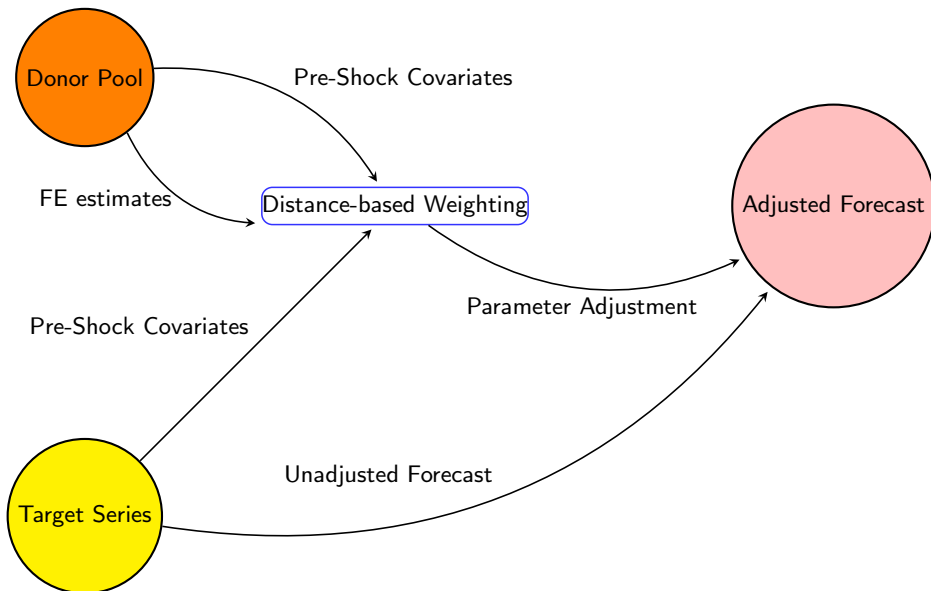 Donor Pool
Pre-Shock Covariates
FE estimates
Distance-based Weighting
Adjusted Forecast
Parameter Adjustment
Pre-Shock Covariates
Unadjusted Forecast
Target Series